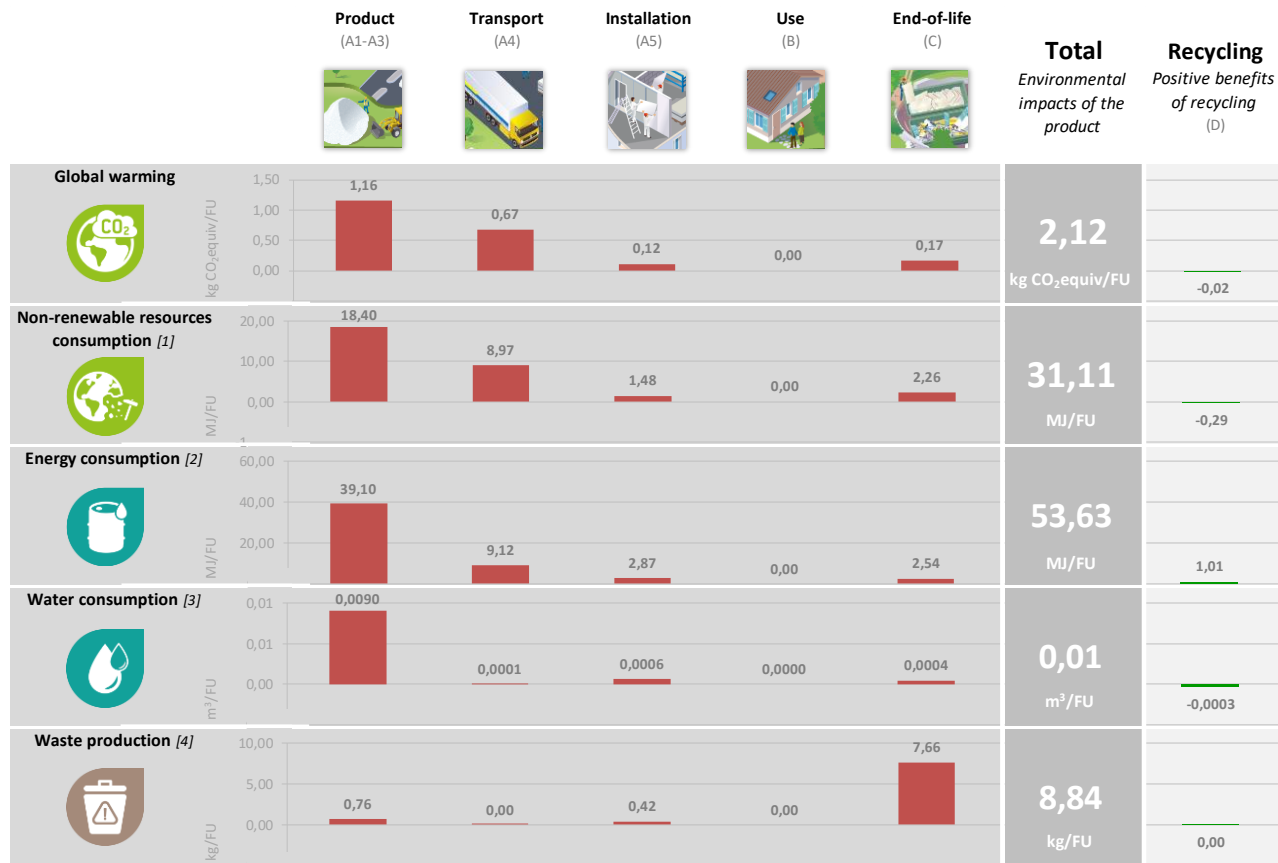 Product
(A1-A3)
Transport
(A4)
Installation
(A5)
Use
(B)
End-of-life
(C)
Total
Environmental
impacts of the
product
Recycling
Positive benefits
of recycling
(D)
Global warming
CO₂
kg CO₂equiv/FU
1,50
1,00
0,50
0,00
1,16
0,67
0,12
0,00
0,17
2,12
kg CO₂equiv/FU
-0,02
Non-renewable resources
consumption [1]
MJ/FU
20,00
10,00
0,00
18,40
8,97
1,48
0,00
2,26
31,11
MJ/FU
-0,29
Energy consumption [2]
MJ/FU
60,00
40,00
20,00
39,10
9,12
2,87
0,00
2,54
53,63
MJ/FU
1,01
Water consumption [3]
m³/FU
0,01
0,01
0,00
0,0090
0,0001
0,0006
0,0000
0,0004
0,01
m³/FU
-0,0003
Waste production [4]
kg/FU
10,00
5,00
0,00
0,76
0,00
0,42
0,00
7,66
8,84
kg/FU
0,00